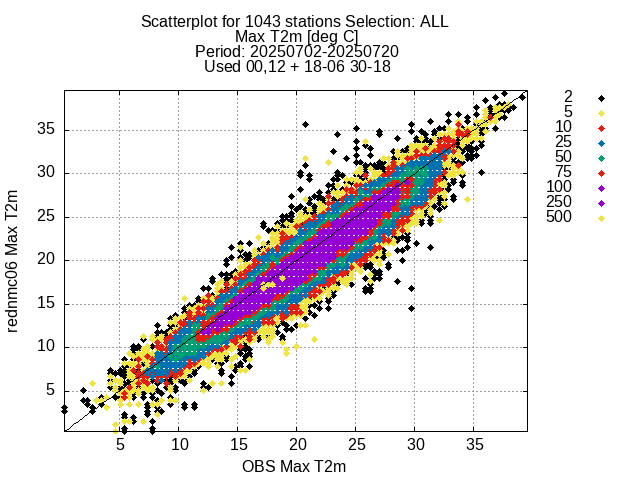 Scatterplot for 1043 stations Selection: ALL
Max T2m [deg C]
Period: 20250702-20250720
Used 00,12 + 18-06 30-18
2
5
10
25
50
75
100
250
500
35
30
25
20
15
10
5
rednmc06 Max T2m
5 10 15 20 25 30 35
OBS Max T2m